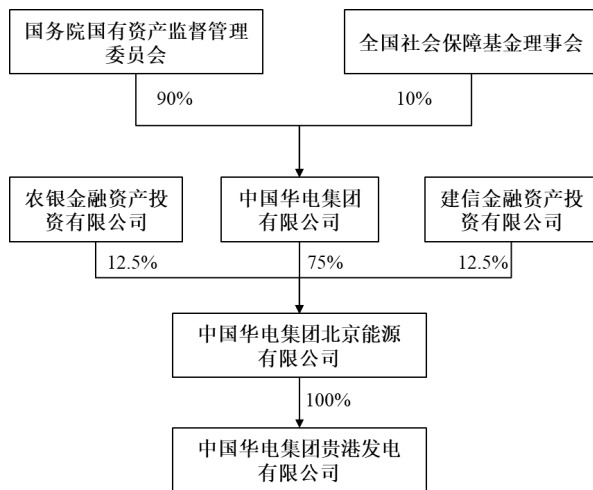 国务院国有资产监督管理
委员会
全国社会保障基金理事会
90%
10%
农银金融资产投
资有限公司
中国华电集团
有限公司
建信金融资产投
资有限公司
12.5%
75%
12.5%
中国华电集团北京能源
有限公司
100%
中国华电集团贵港发电
有限公司